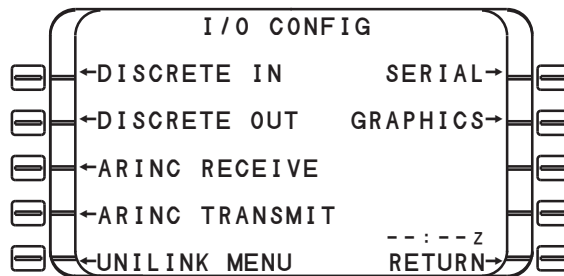 I/O CONFIG
←DISCRETE IN SERIAL→
←DISCRETE OUT GRAPHICS→
←ARINC RECEIVE
←ARINC TRANSMIT
--:--Z
←UNILINK MENU RETURN→